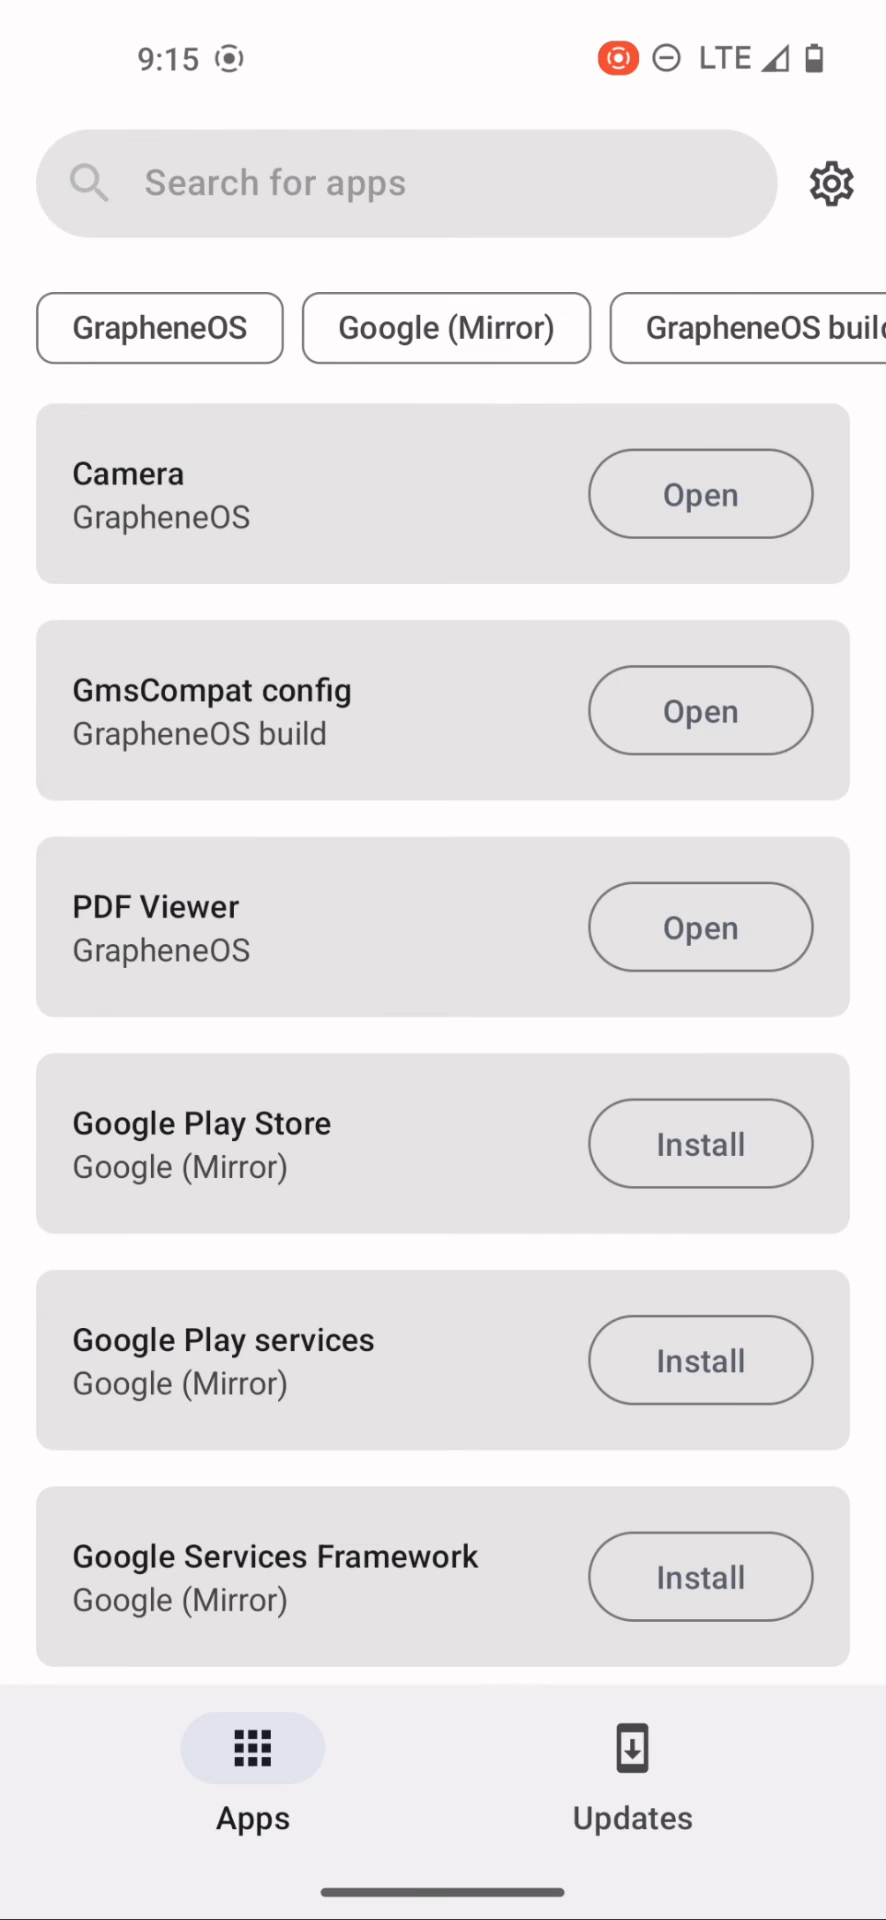 9:15
LTE
Search for apps
GrapheneOS
Google (Mirror)
GrapheneOS
Camera
GrapheneOS
Open
GmsCompat config
GrapheneOS build
Open
PDF Viewer
GrapheneOS
Open
Google Play Store
Google (Mirror)
Install
Google Play services
Google (Mirror)
Install
Google Services Framework
Google (Mirror)
Install
Apps
Updates